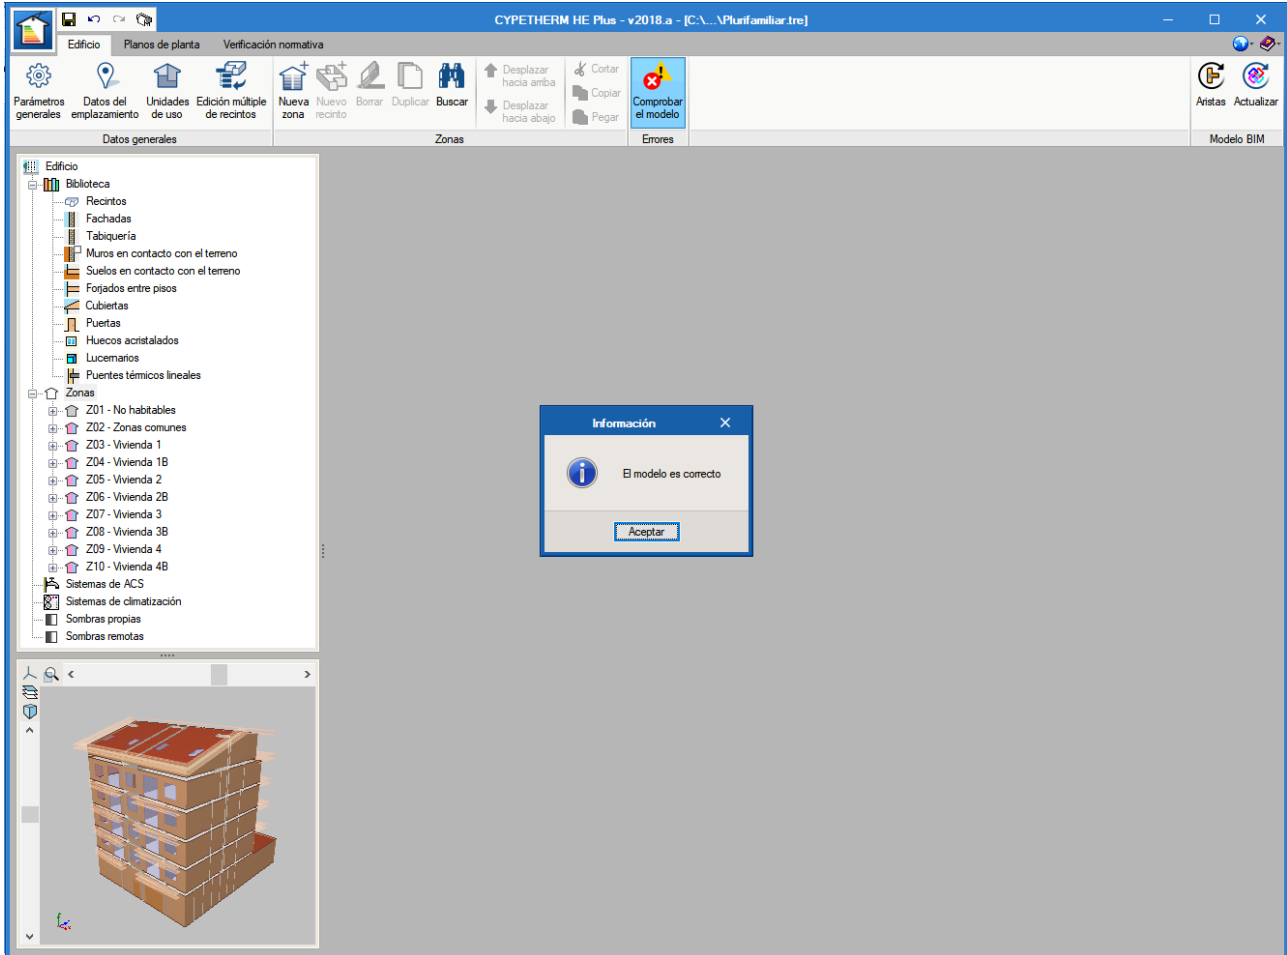 CYPETHERM HE Plus - v2018.a - [C:\...\Plurifamiliar.tre]
Edificio
Planos de planta
Verificación normativa
Parámetros generales
Datos del emplazamiento
Unidades de uso
Edición múltiple de recintos
Nueva zona
Nuevo recinto
Borrar
Duplicar
Buscar
Desplazar hacia arriba
Desplazar hacia abajo
Cortar
Copiar
Pegar
Comprobar el modelo
Aristas
Actualizar
Datos generales
Zonas
Errores
Modelo BIM
Edificio
Biblioteca
Recintos
Fachadas
Tabiquería
Muros en contacto con el terreno
Suelos en contacto con el terreno
Forjados entre pisos
Cubiertas
Puertas
Huecos acristalados
Lucernarios
Puentes térmicos lineales
Zonas
Z01 - No habitables
Z02 - Zonas comunes
Z03 - Vivienda 1
Z04 - Vivienda 1B
Z05 - Vivienda 2
Z06 - Vivienda 2B
Z07 - Vivienda 3
Z08 - Vivienda 3B
Z09 - Vivienda 4
Z10 - Vivienda 4B
Sistemas de ACS
Sistemas de climatización
Sombras propias
Sombras remotas
Información
El modelo es correcto
Aceptar